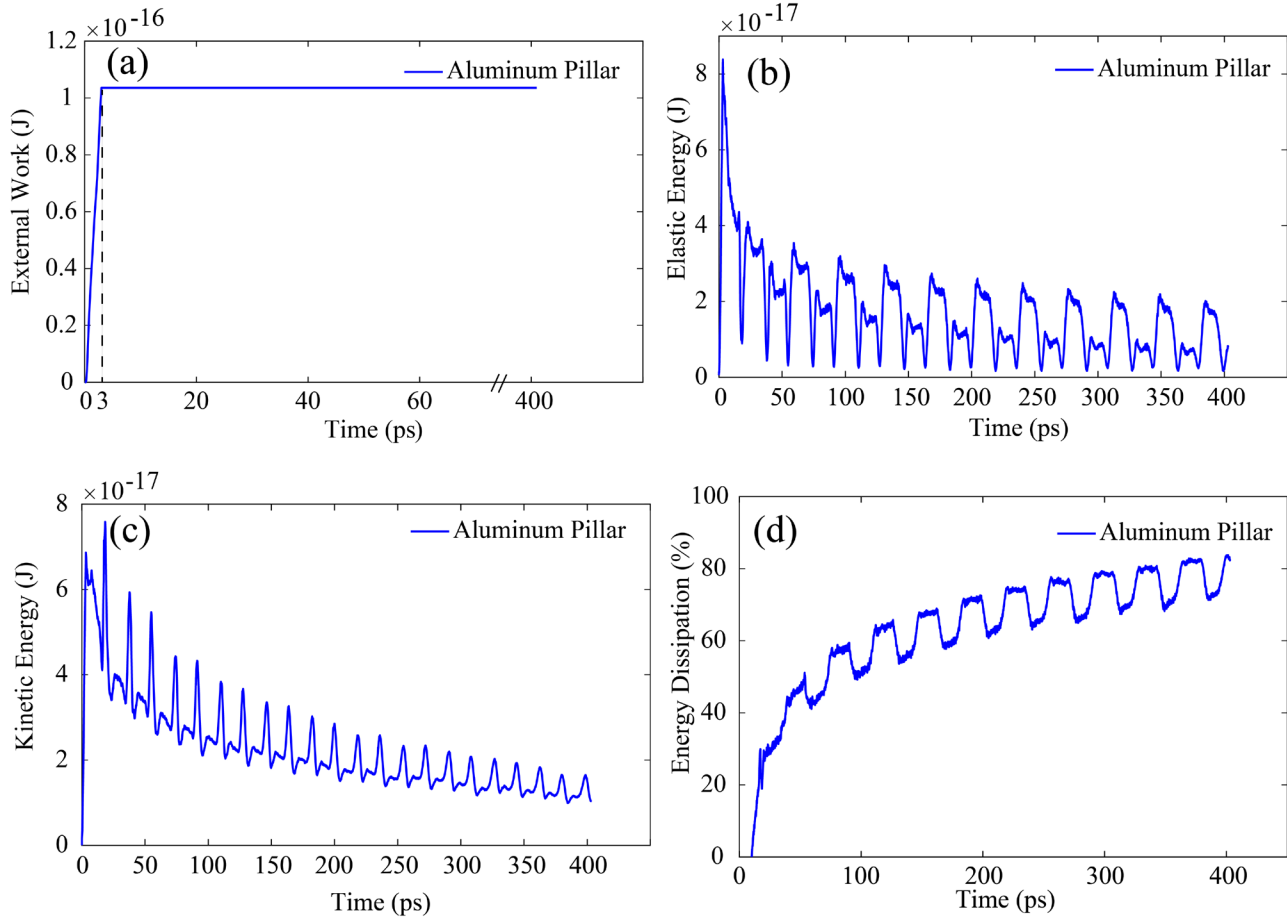 ×10 -16
1.2
(a)
Aluminum Pillar
1
0.8
0.6
0.4
0.2
0
External Work (J)
0 3 20 40 60 // 400
Time (ps)
×10 -17
8
(b)
Aluminum Pillar
6
4
2
0
Elastic Energy (J)
0 50 100 150 200 250 300 350 400
Time (ps)
×10 -17
8
(c)
Aluminum Pillar
6
4
2
0
Kinetic Energy (J)
0 50 100 150 200 250 300 350 400
Time (ps)
100
(d)
Aluminum Pillar
80
60
40
20
0
Energy Dissipation (%)
0 100 200 300 400
Time (ps)